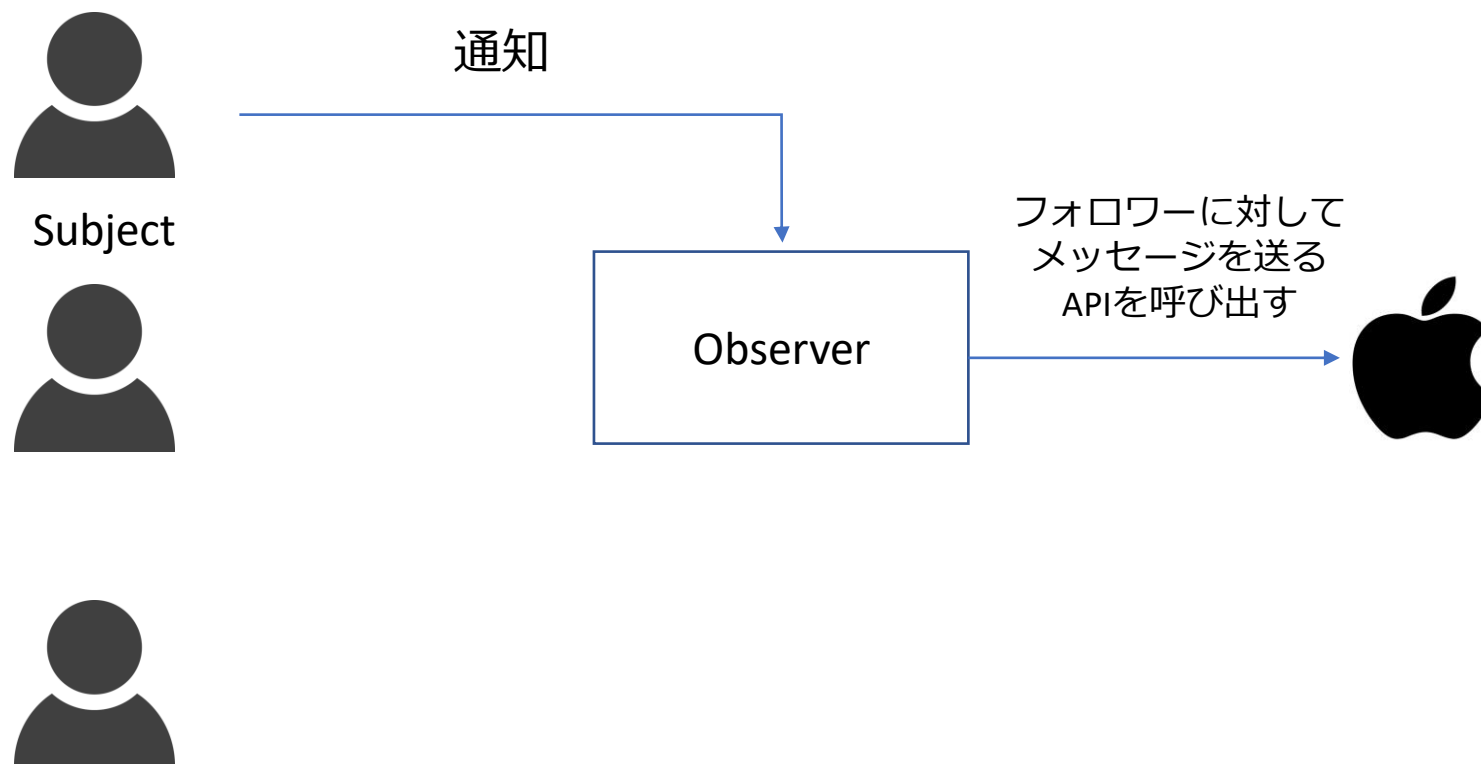 通知
Subject
フォロワーに対して
メッセージを送る
APIを呼び出す
Observer